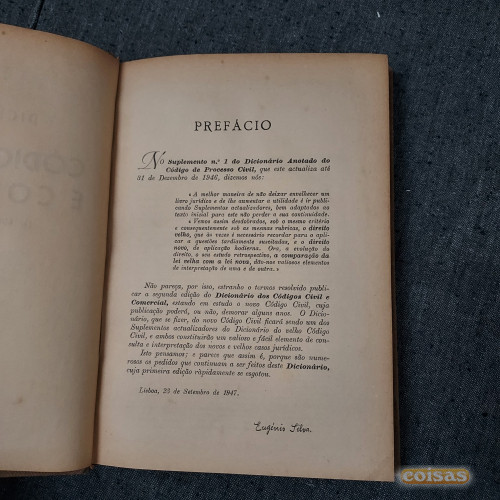 PREFÁCIO
No Suplemento n.º 1 do Dicionário Anotado do
Código de Processo Civil, que este actualiza até
31 de Dezembro de 1946, dizemos nós:
«A melhor maneira de não deixar envelhecer um
livro jurídico e de lhe aumentar a utilidade é ir publi-
cando Suplementos actualizadores, bem adaptados ao
texto inicial para este não perder a sua continuidade.
«Vemos assim desdobrados, sob o mesmo critério
e consequentemente sob as mesmas rubricas, o direito
velho, que às vezes é necessário recordar para o apli-
car a questões tardiamente suscitadas, e o direito
novo, de aplicação hodierna. Ora, a evolução do
direito, o seu estudo retrospectivo, a comparação da
lei velha com a lei nova, dão-nos valiosos elementos
de interpretação de uma e de outra.»
Não pareça, por isso, estranho o termos resolvido publi-
car a segunda edição do Dicionário dos Códigos Civil e
Comercial, estando em estudo o novo Código Civil, cuja
publicação poderá, ou não, demorar alguns anos. O Dicio-
nário que, se fizer, do novo Código Civil ficará sendo um dos
Suplementos actualizadores do Dicionário do velho Código
Civil, e ambos constituirão um valioso e fácil elemento de con-
sulta e interpretação dos novos e velhos casos jurídicos.
Isto pensamos; e parece que assim é, porque são nume-
rosos os pedidos que continuam a ser feitos deste Dicionário,
cuja primeira edição ràpidamente se esgotou.
Lisboa, 23 de Setembro de 1947.
Eugénio Silva.
coisas